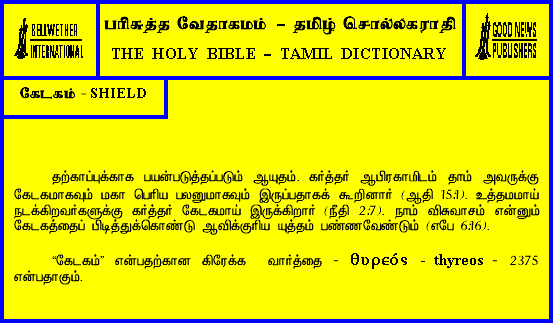 BELLWETHER
INTERNATIONAL
பரிசுத்த வேதாகமம் – தமிழ் சொல்லகராதி
THE HOLY BIBLE – TAMIL DICTIONARY
GOOD NEWS
PUBLISHERS
கேடகம் - SHIELD
தற்காப்புக்காக பயன்படுத்தப்படும் ஆயுதம். கர்த்தர் ஆபிரகாமிடம் தாம் அவருக்கு
கேடகமாகவும் மகா பெரிய பலனுமாகவும் இருப்பதாகக் கூறினார் (ஆதி 15:1). உத்தமமாய்
நடக்கிறவர்களுக்கு கர்த்தர் கேடகமாய் இருக்கிறார் (நீதி 2:7). நாம் விசுவாசம் என்னும்
கேடகத்தைப் பிடித்துக்கொண்டு ஆவிக்குரிய யுத்தம் பண்ணவேண்டும் (எபே 6:16).
“கேடகம்” என்பதற்கான கிரேக்க வார்த்தை - θυρεός - thyreos - 2375
என்பதாகும்.